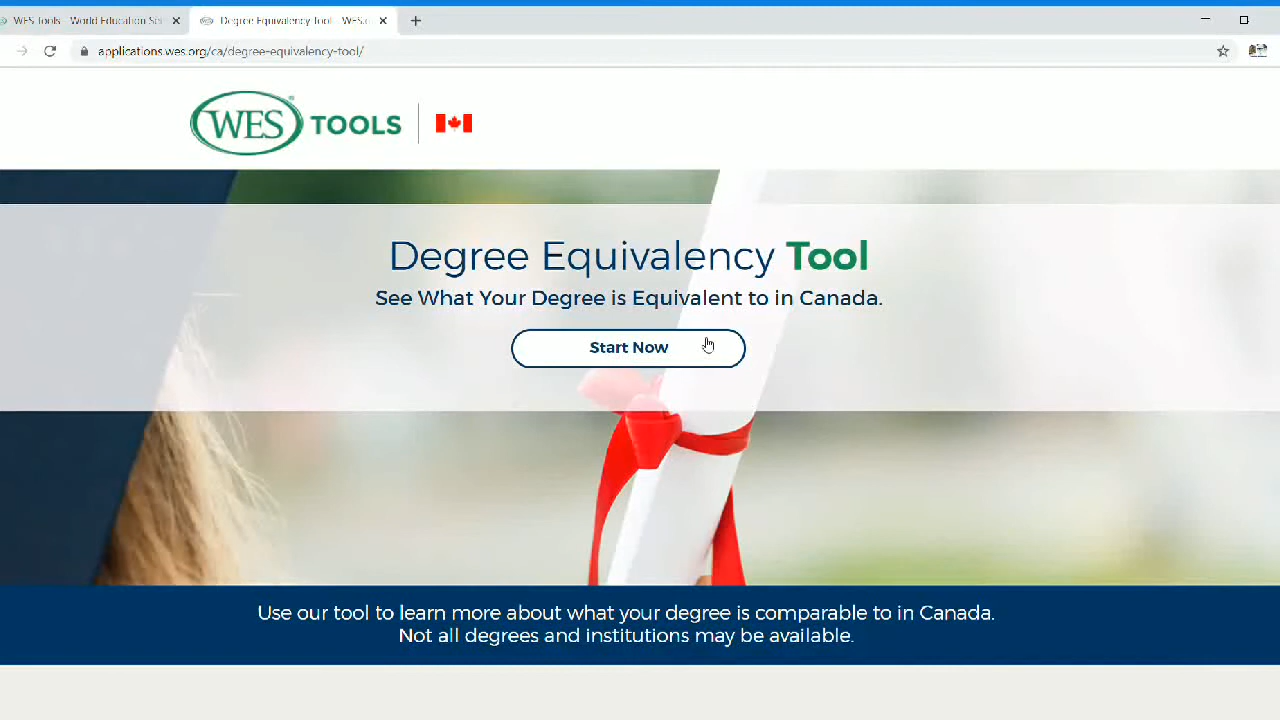 WES Tools - World Education Ser
Degree Equivalency Tool - WES.o
applications.wes.org/ca/degree-equivalency-tool/
WES TOOLS
Degree Equivalency Tool
See What Your Degree is Equivalent to in Canada.
Start Now
Use our tool to learn more about what your degree is comparable to in Canada.
Not all degrees and institutions may be available.